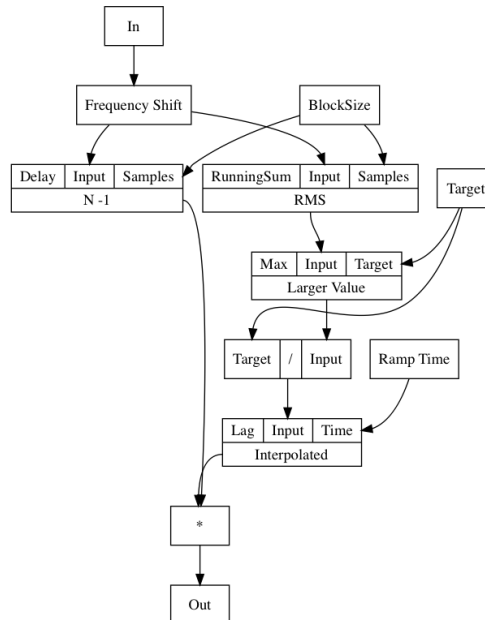 In
Frequency Shift
BlockSize
Delay Input Samples
N -1
RunningSum Input Samples
RMS
Target
Max Input Target
Larger Value
Target / Input
Ramp Time
Lag Input Time
Interpolated
*
Out